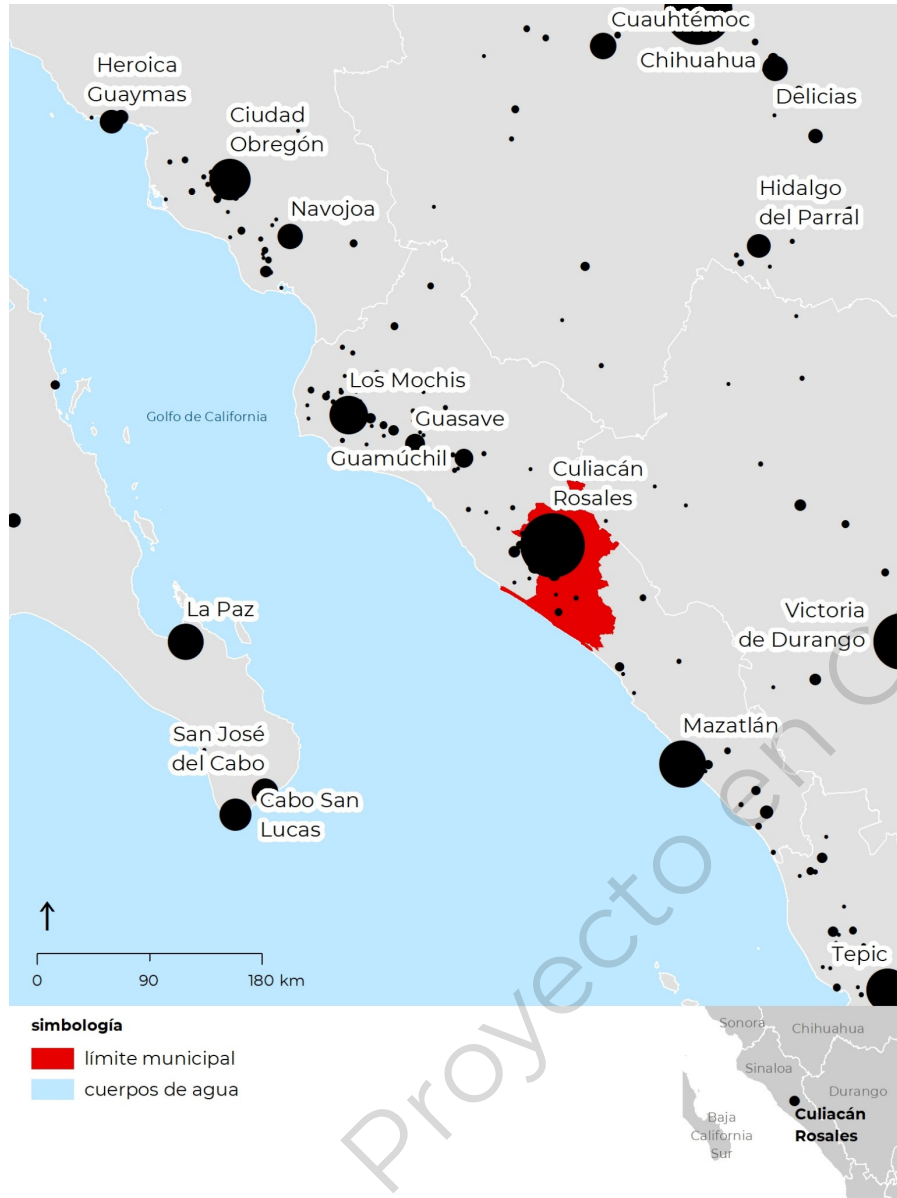 Cuauhtémoc
Chihuahua
Delicias
Heroica
Guaymas
Ciudad
Obregón
Navojoa
Hidalgo
del Parral
Los Mochis
Golfo de California
Guasave
Guamúchil
Culiacán
Rosales
La Paz
Victoria
de Durango
San José
del Cabo
Mazatlán
Cabo San
Lucas
Tepic
0 90 180 km
simbología
límite municipal
cuerpos de agua
Sonora
Chihuahua
Sinaloa
Durango
Culiacán
Rosales
Baja
California
Sur
Proyecto en C